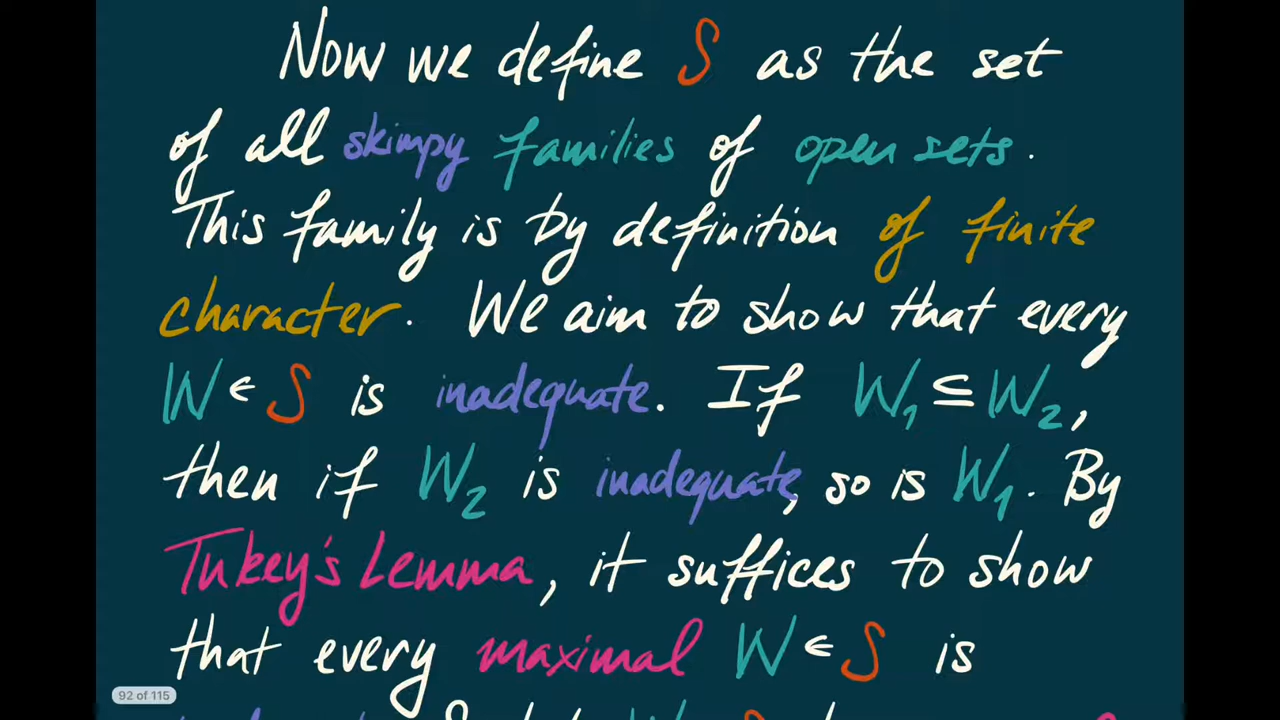 Now we define S as the set
of all skimpy families of open sets.
This family is by definition of finite
character. We aim to show that every
W ∈ S is inadequate. If W₁ ⊆ W₂,
then if W₂ is inadequate, so is W₁. By
Tukey's Lemma, it suffices to show
that every maximal W ∈ S is
92 of 115